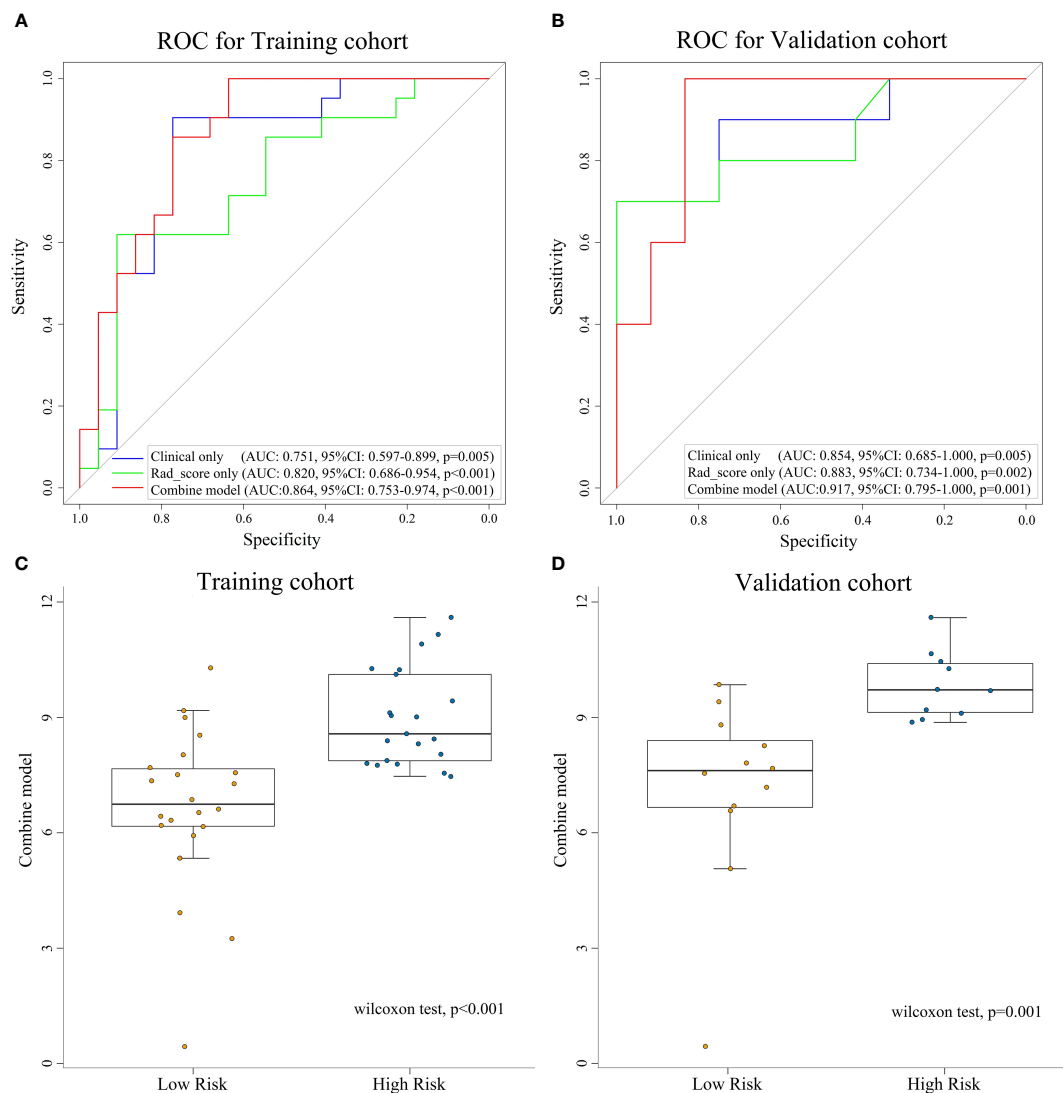 A
ROC for Training cohort
1.0
0.8
0.6
0.4
0.2
0.0
Sensitivity
Clinical only (AUC: 0.751, 95%CI: 0.597-0.899, p=0.005)
Rad_score only (AUC: 0.820, 95%CI: 0.686-0.954, p<0.001)
Combine model (AUC:0.864, 95%CI: 0.753-0.974, p<0.001)
1.0 0.8 0.6 0.4 0.2 0.0
Specificity
B
ROC for Validation cohort
1.0
0.8
0.6
0.4
0.2
0.0
Sensitivity
Clinical only (AUC: 0.854, 95%CI: 0.685-1.000, p=0.005)
Rad_score only (AUC: 0.883, 95%CI: 0.734-1.000, p=0.002)
Combine model (AUC:0.917, 95%CI: 0.795-1.000, p=0.001)
1.0 0.8 0.6 0.4 0.2 0.0
Specificity
C
Training cohort
12
9
6
3
0
Combine model
wilcoxon test, p<0.001
Low Risk High Risk
D
Validation cohort
12
9
6
3
0
Combine model
wilcoxon test, p=0.001
Low Risk High Risk